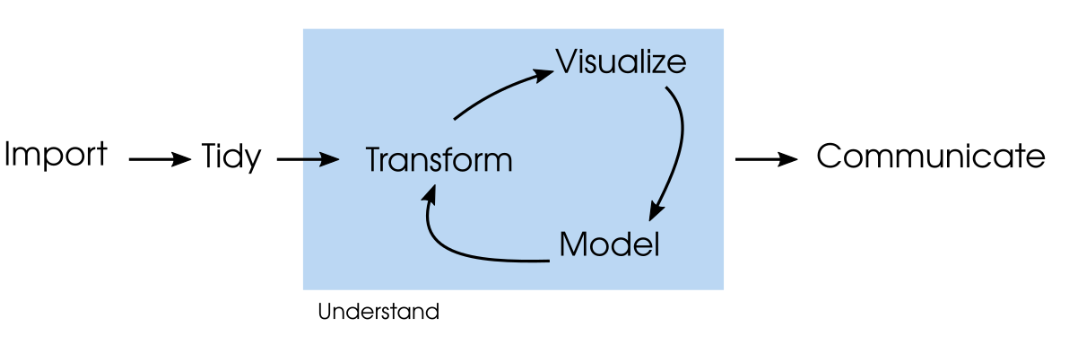 Import
Tidy
Transform
Visualize
Model
Understand
Communicate